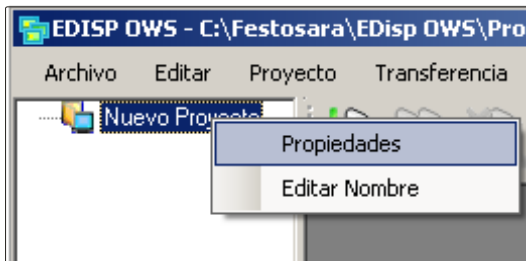 EDISP OWS - C:\Festosara\EDisp OWS\Pro
Archivo Editar Proyecto Transferencia
Nuevo Proyecto
Propiedades
Editar Nombre